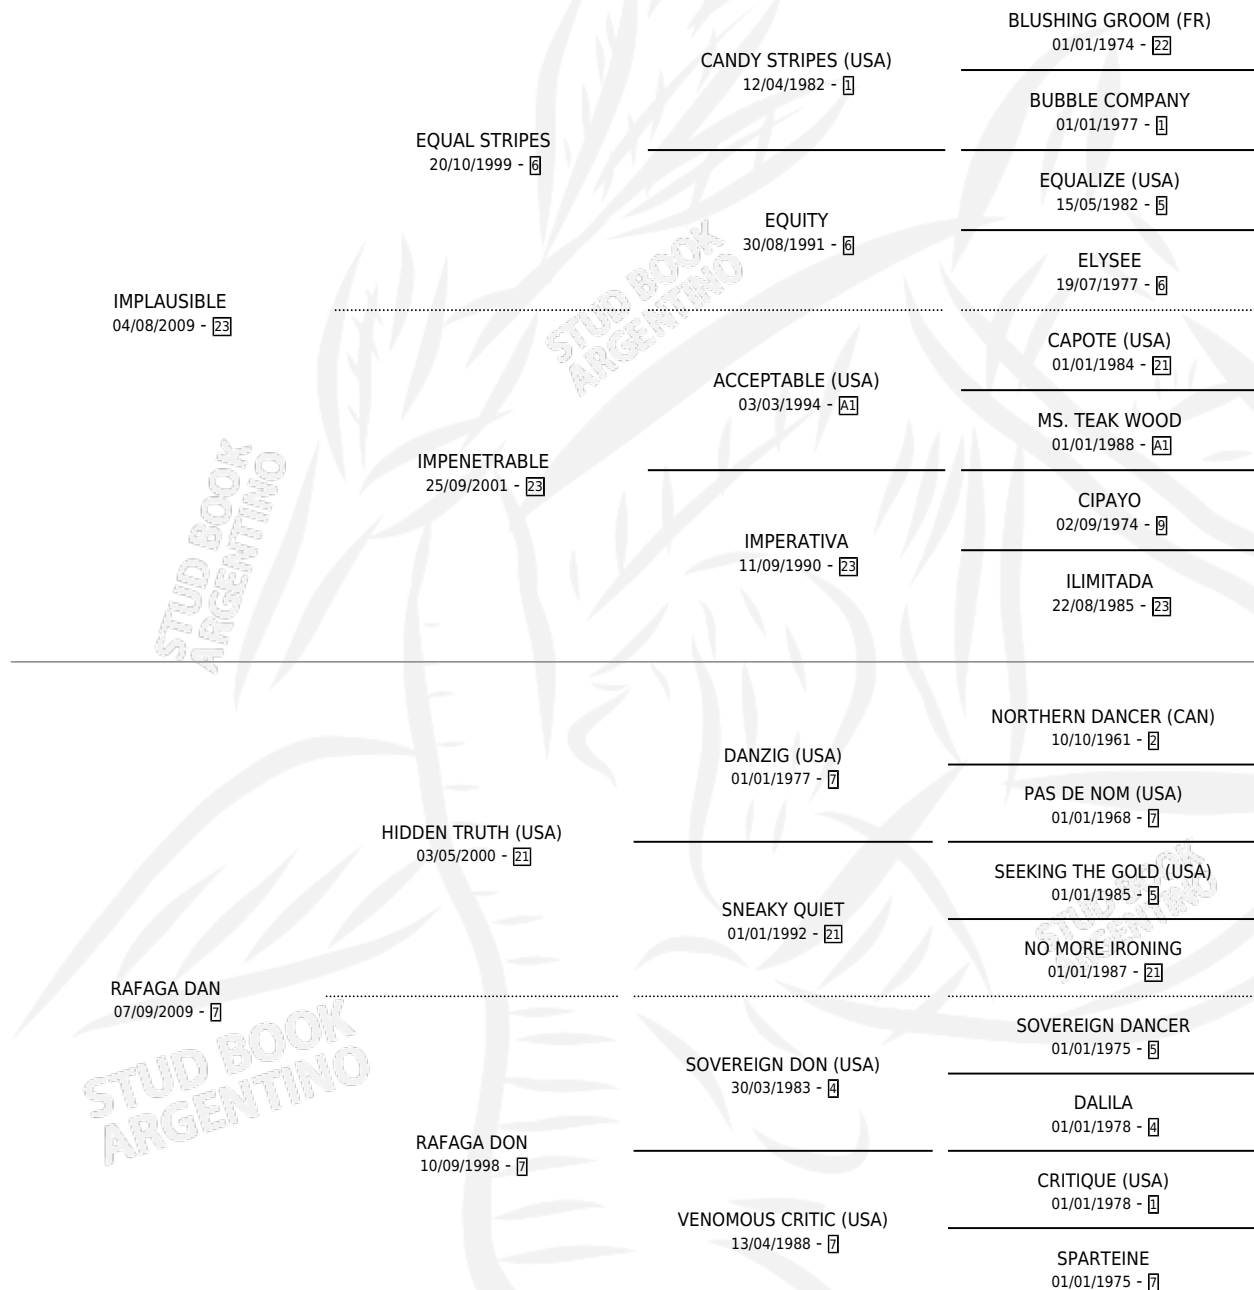 BLUSHING GROOM (FR)
01/01/1974 - 22
CANDY STRIPES (USA)
12/04/1982 - 1
BUBBLE COMPANY
01/01/1977 - 1
EQUAL STRIPES
20/10/1999 - 6
EQUALIZE (USA)
15/05/1982 - 5
EQUITY
30/08/1991 - 6
ELYSEE
19/07/1977 - 6
IMPLAUSIBLE
04/08/2009 - 23
CAPOTE (USA)
01/01/1984 - 21
ACCEPTABLE (USA)
03/03/1994 - A1
MS. TEAK WOOD
01/01/1988 - A1
IMPENETRABLE
25/09/2001 - 23
CIPAYO
02/09/1974 - 9
IMPERATIVA
11/09/1990 - 23
ILIMITADA
22/08/1985 - 23
NORTHERN DANCER (CAN)
10/10/1961 - 2
DANZIG (USA)
01/01/1977 - 7
PAS DE NOM (USA)
01/01/1968 - 7
HIDDEN TRUTH (USA)
03/05/2000 - 21
SEEKING THE GOLD (USA)
01/01/1985 - 5
SNEAKY QUIET
01/01/1992 - 21
NO MORE IRONING
01/01/1987 - 21
RAFAGA DAN
07/09/2009 - 7
SOVEREIGN DANCER
01/01/1975 - 5
SOVEREIGN DON (USA)
30/03/1983 - 4
DALILA
01/01/1978 - 4
RAFAGA DON
10/09/1998 - 7
CRITIQUE (USA)
01/01/1978 - 1
VENOMOUS CRITIC (USA)
13/04/1988 - 7
SPARTEINE
01/01/1975 - 7
STUD BOOK
ARGENTINO
STUD BOOK
ARGENTINO
STUD BOOK
ARGENTINO
STUD BOOK
ARGENTINO